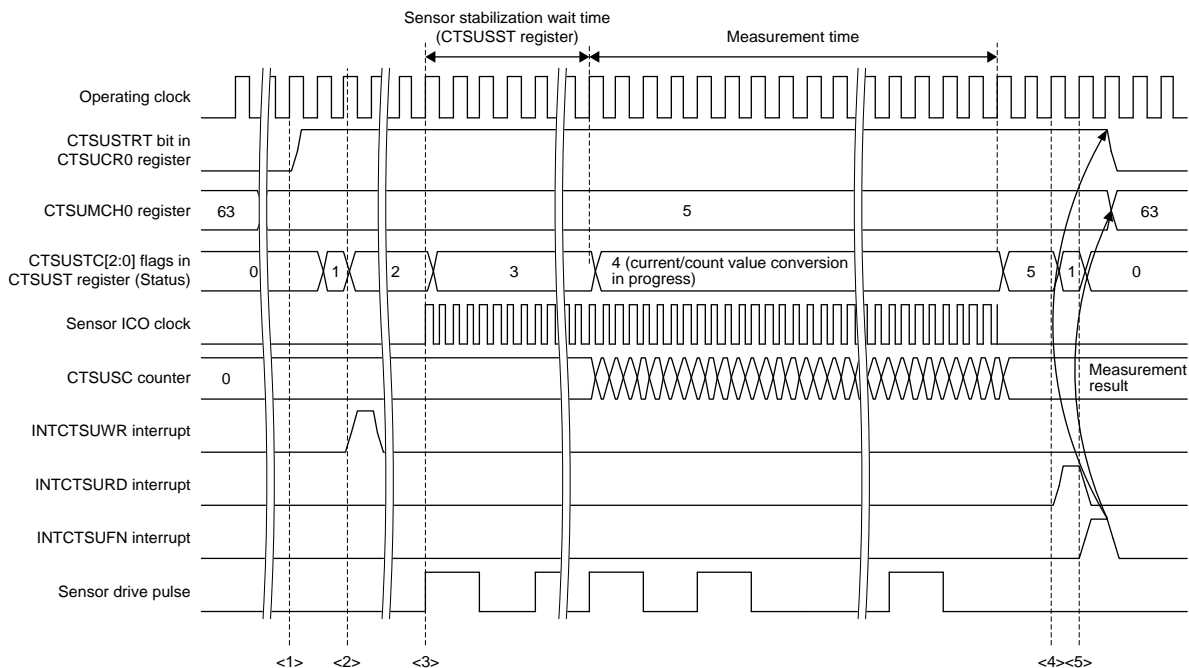 Sensor stabilization wait time
(CTSUSST register)
Measurement time
Operating clock
CTSUSTRT bit in
CTSUCR0 register
CTSUMCH0 register
63
5
63
CTSUSTC[2:0] flags in
CTSUST register (Status)
0
1
2
3
4 (current/count value conversion
in progress)
5
1
0
Sensor ICO clock
CTSUSC counter
0
Measurement
result
INTCTSUWR interrupt
INTCTSURD interrupt
INTCTSUFN interrupt
Sensor drive pulse
<1>
<2>
<3>
<4>
<5>